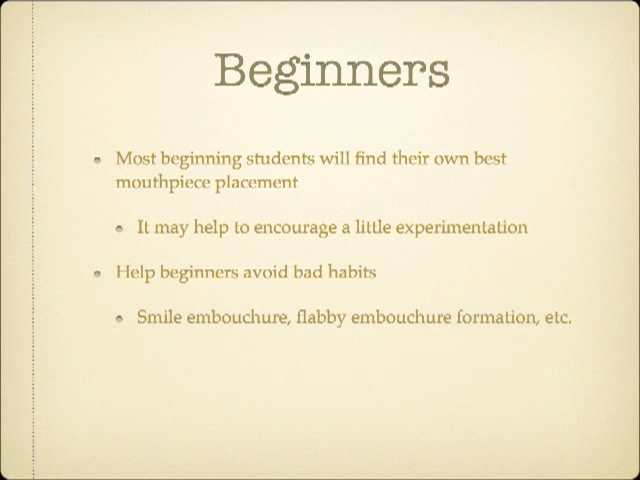 Beginners
Most beginning students will find their own best
mouthpiece placement
It may help to encourage a little experimentation
Help beginners avoid bad habits
Smile embouchure, flabby embouchure formation, etc.